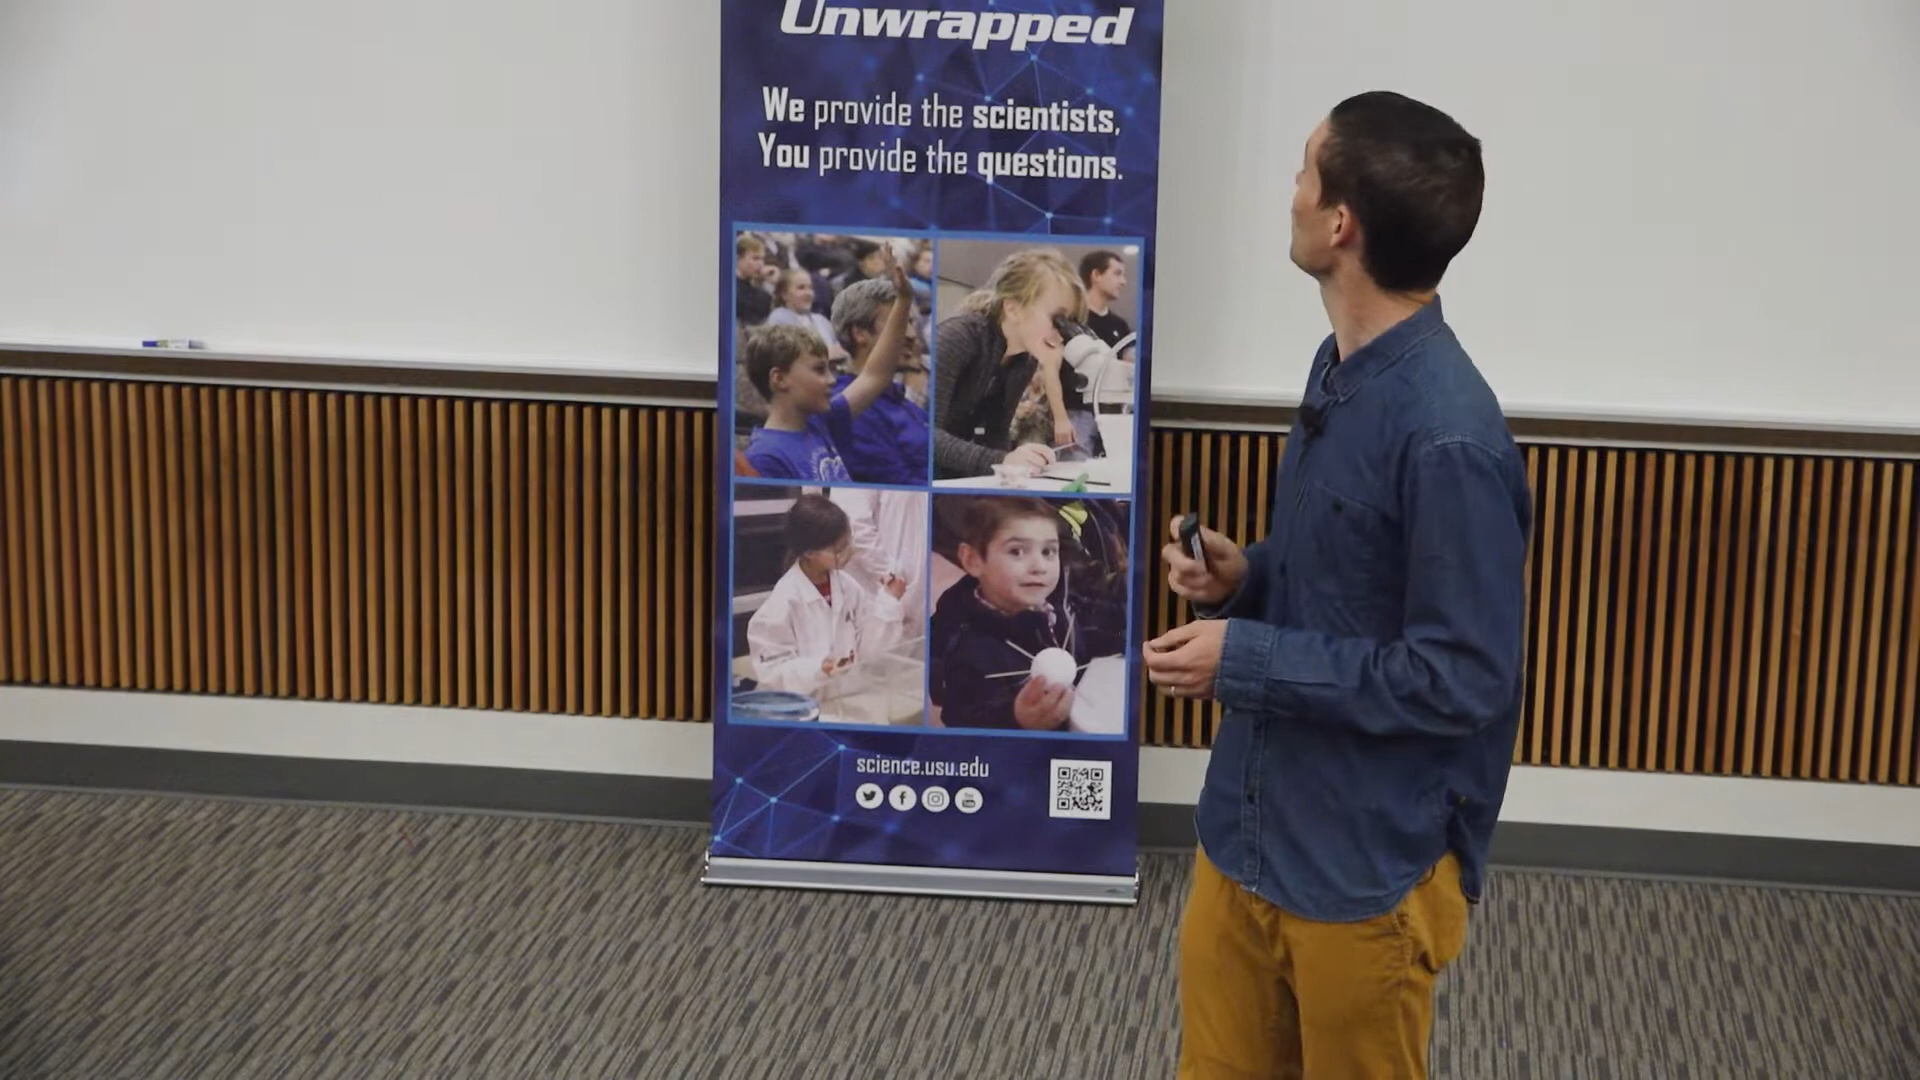 Unwrapped
We provide the scientists,
You provide the questions.
science.usu.edu